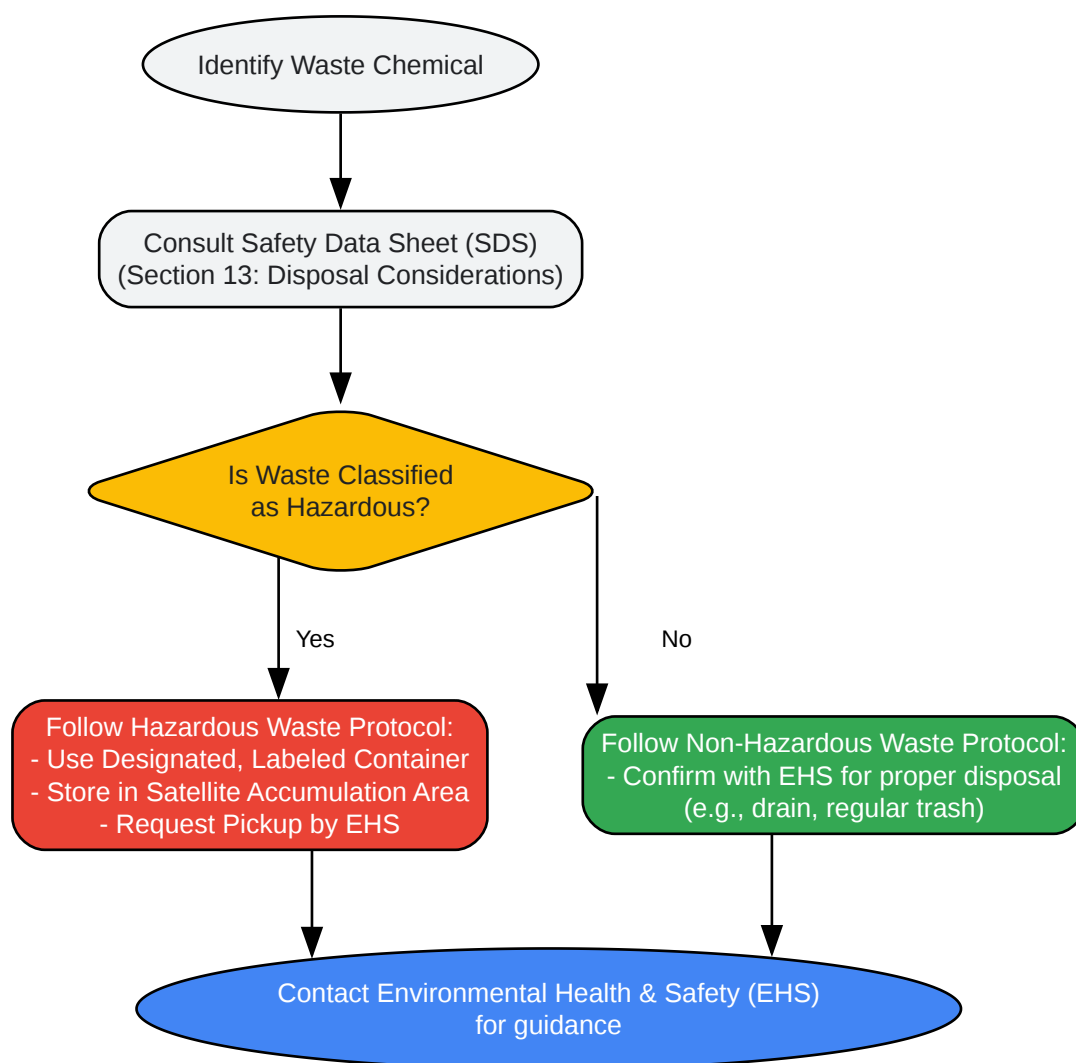 Identify Waste Chemical
Consult Safety Data Sheet (SDS)
(Section 13: Disposal Considerations)
Is Waste Classified
as Hazardous?
Yes
No
Follow Hazardous Waste Protocol:
- Use Designated, Labeled Container
- Store in Satellite Accumulation Area
- Request Pickup by EHS
Follow Non-Hazardous Waste Protocol:
- Confirm with EHS for proper disposal
(e.g., drain, regular trash)
Contact Environmental Health & Safety (EHS)
for guidance